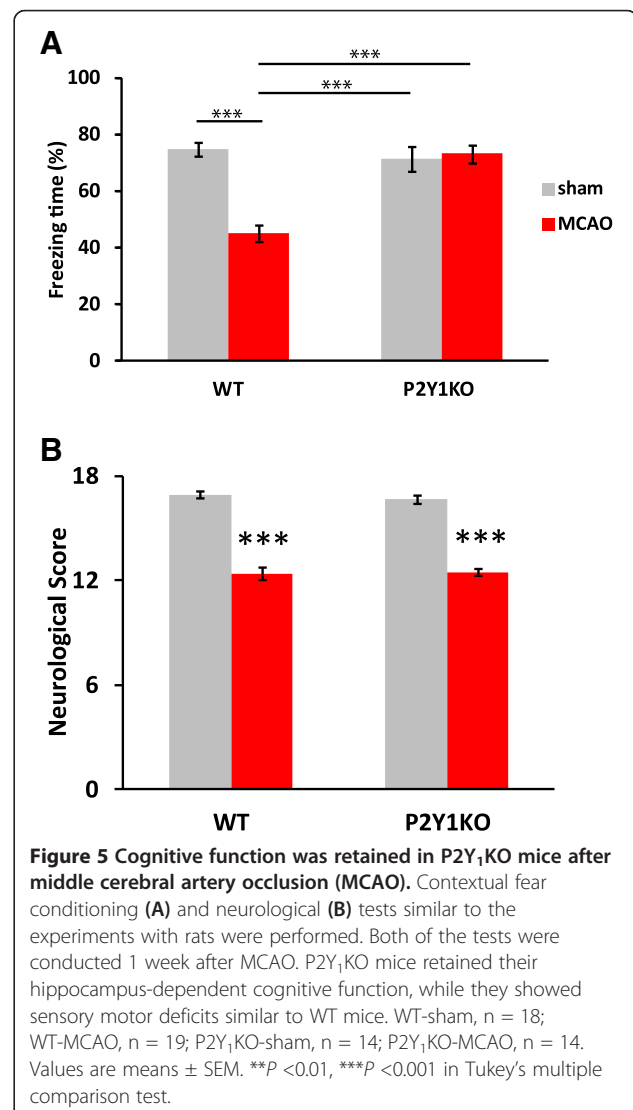 A
***
***
***
100
80
60
40
20
0
Freezing time (%)
sham
MCAO
WT
P2Y1KO
B
18
12
6
0
Neurological Score
***
***
WT
P2Y1KO
Figure 5 Cognitive function was retained in P2Y₁KO mice after
middle cerebral artery occlusion (MCAO). Contextual fear
conditioning (A) and neurological (B) tests similar to the
experiments with rats were performed. Both of the tests were
conducted 1 week after MCAO. P2Y₁KO mice retained their
hippocampus-dependent cognitive function, while they showed
sensory motor deficits similar to WT mice. WT-sham, n = 18;
WT-MCAO, n = 19; P2Y₁KO-sham, n = 14; P2Y₁KO-MCAO, n = 14.
Values are means ± SEM. **P <0.01, ***P <0.001 in Tukey's multiple
comparison test.